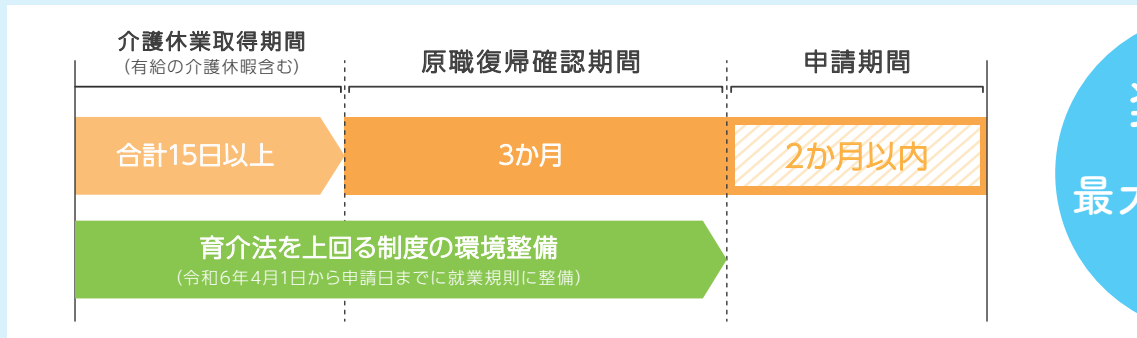 介護休業取得期間
(有給の介護休暇含む)
原職復帰確認期間
申請期間
合計15日以上
3か月
2か月以内
育介法を上回る制度の環境整備
(令和6年4月1日から申請日までに就業規則に整備)
最